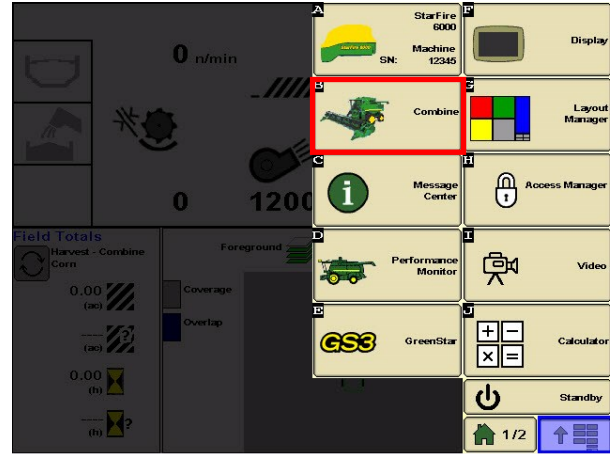 A
StarFire
6000
StarFire 6000
Machine
SN: 12345
F
Display
0 n/min
B
Combine
G
Layout
Manager
C
Message
Center
H
Access Manager
0
1200
D
Performance
Monitor
I
Video
Field Totals
Harvest - Combine
Corn
Foreground
0.00
(ac)
Coverage
E
GS3
GreenStar
J
Calculator
Overlap
---- ?
(ac)
0.00
(h)
Standby
---- ?
(h)
1/2